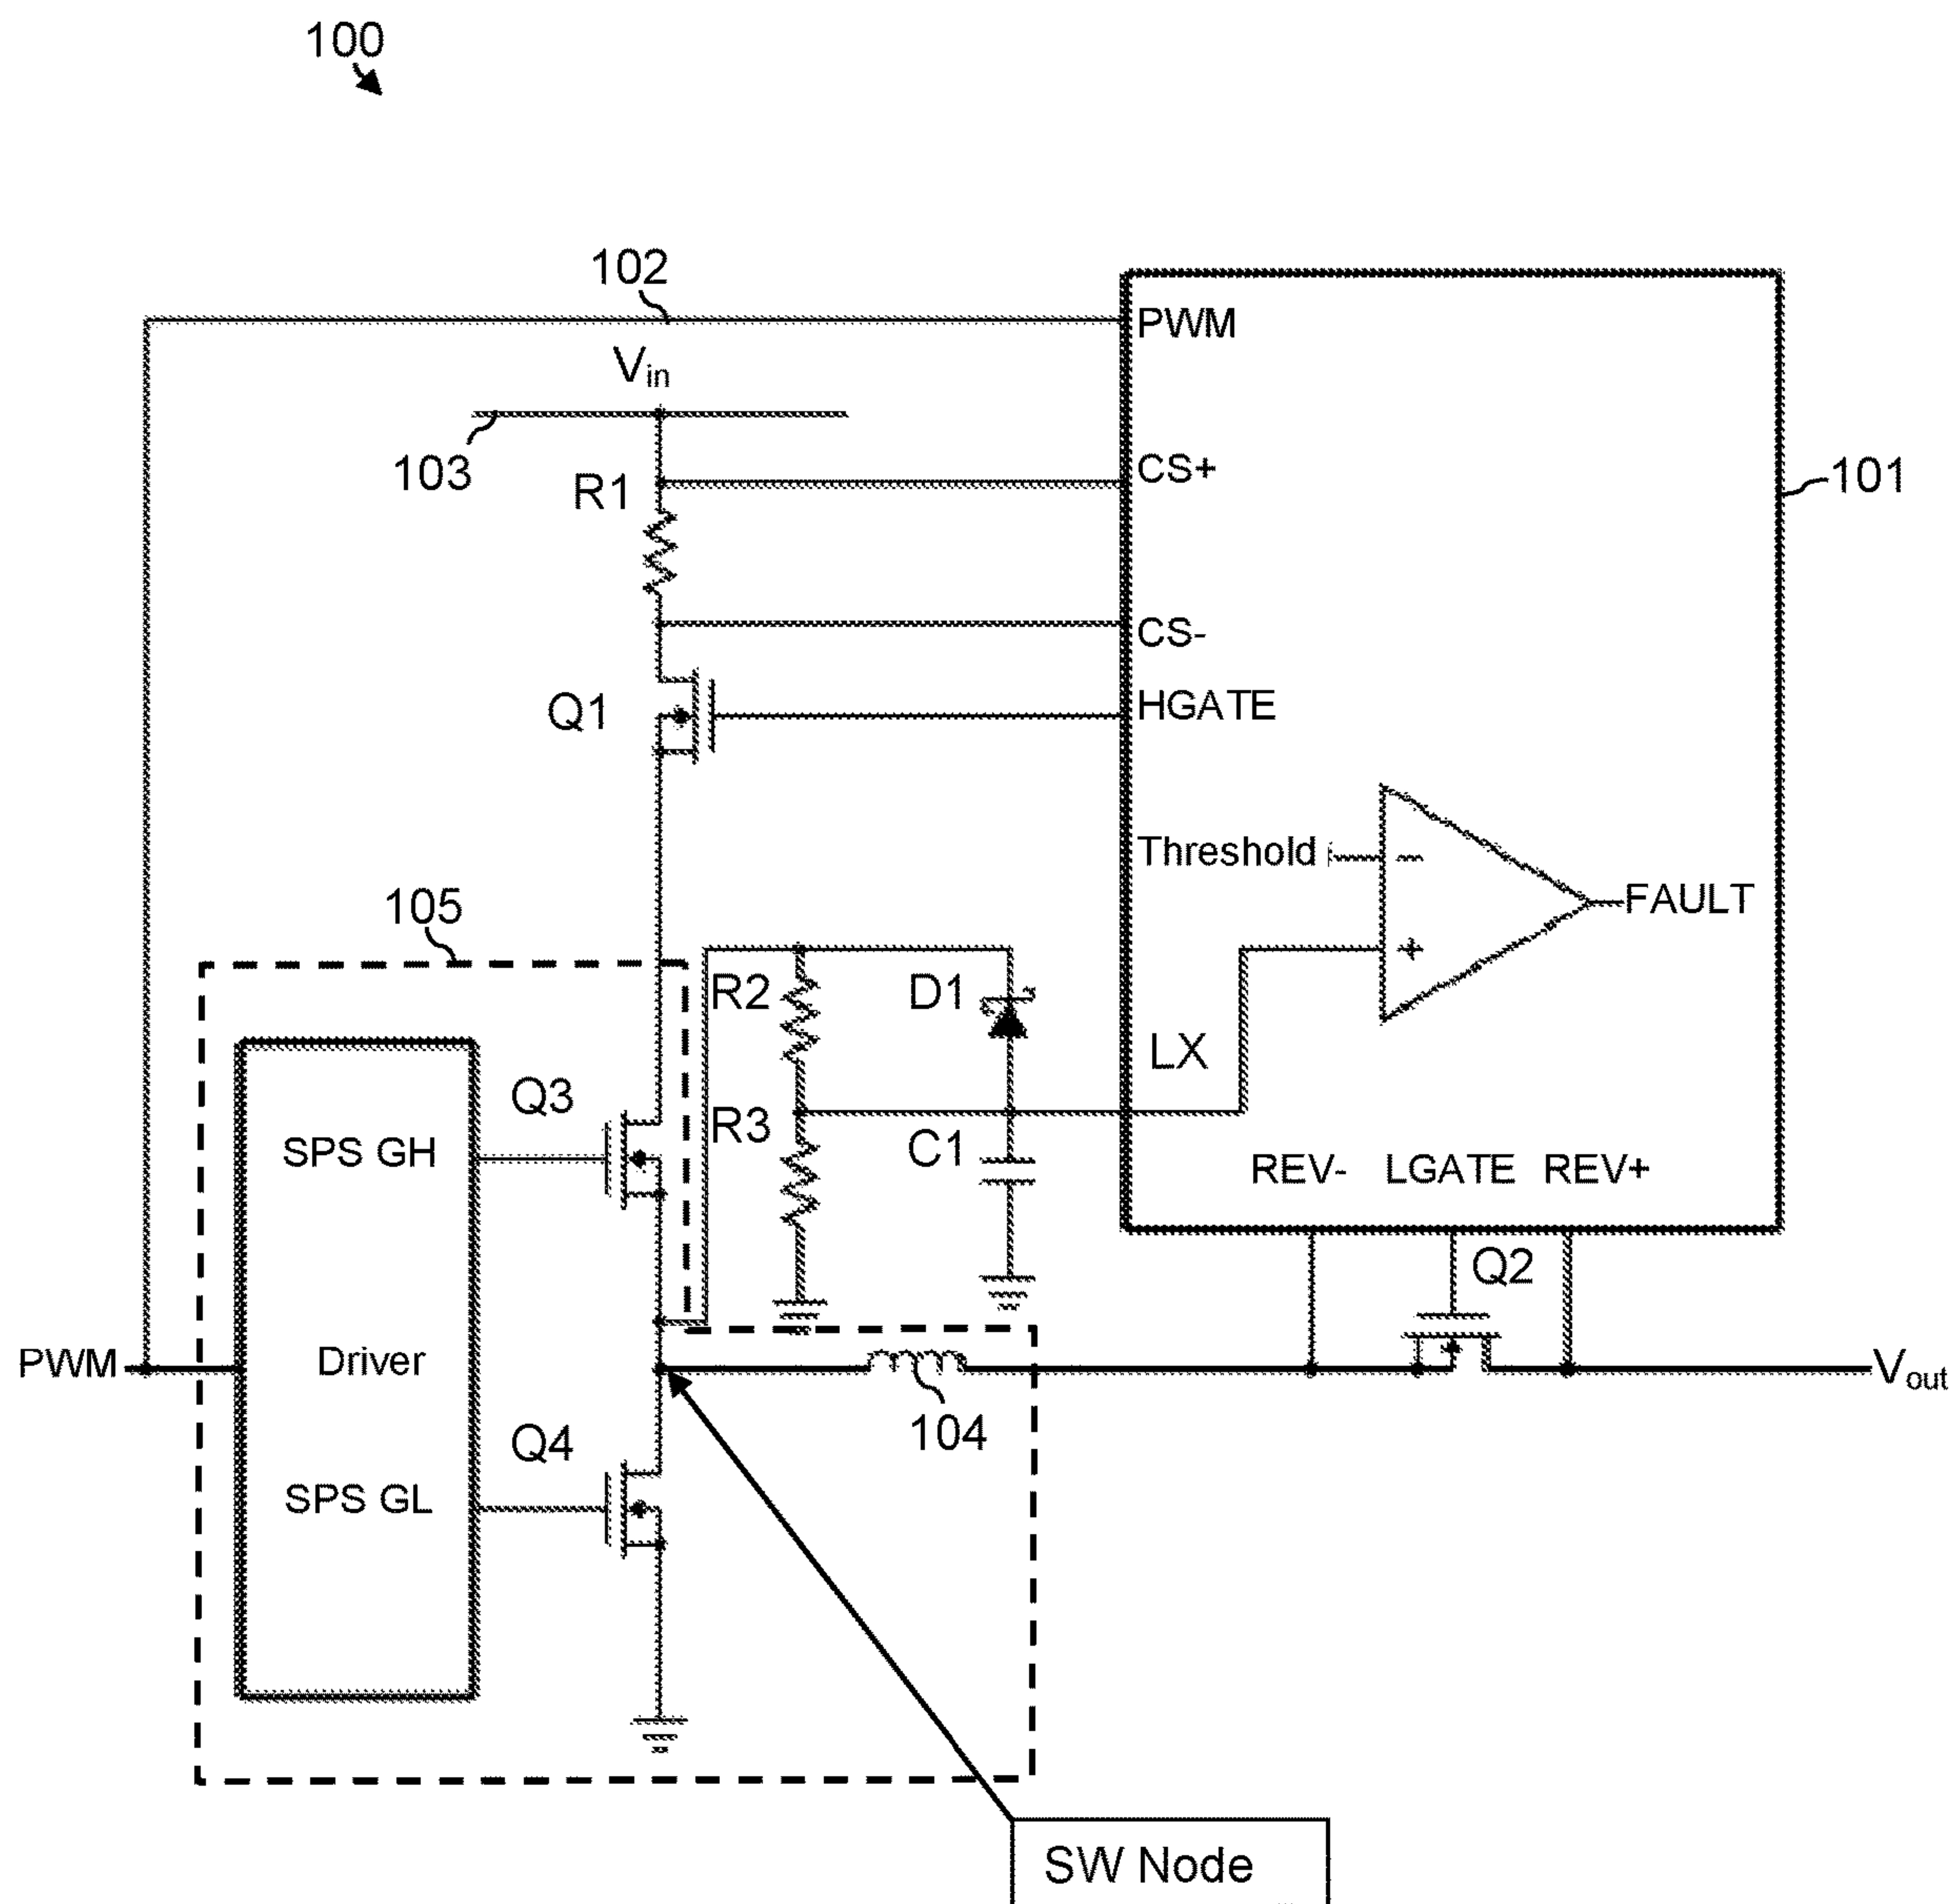 100
102
PWM
Vin
103
CS+
101
R1
CS-
Q1
HGATE
Threshold
-
FAULT
+
105
R2
D1
LX
Q3
R3
C1
SPS GH
REV- LGATE REV+
Q2
PWM
Driver
Vout
104
Q4
SPS GL
SW Node